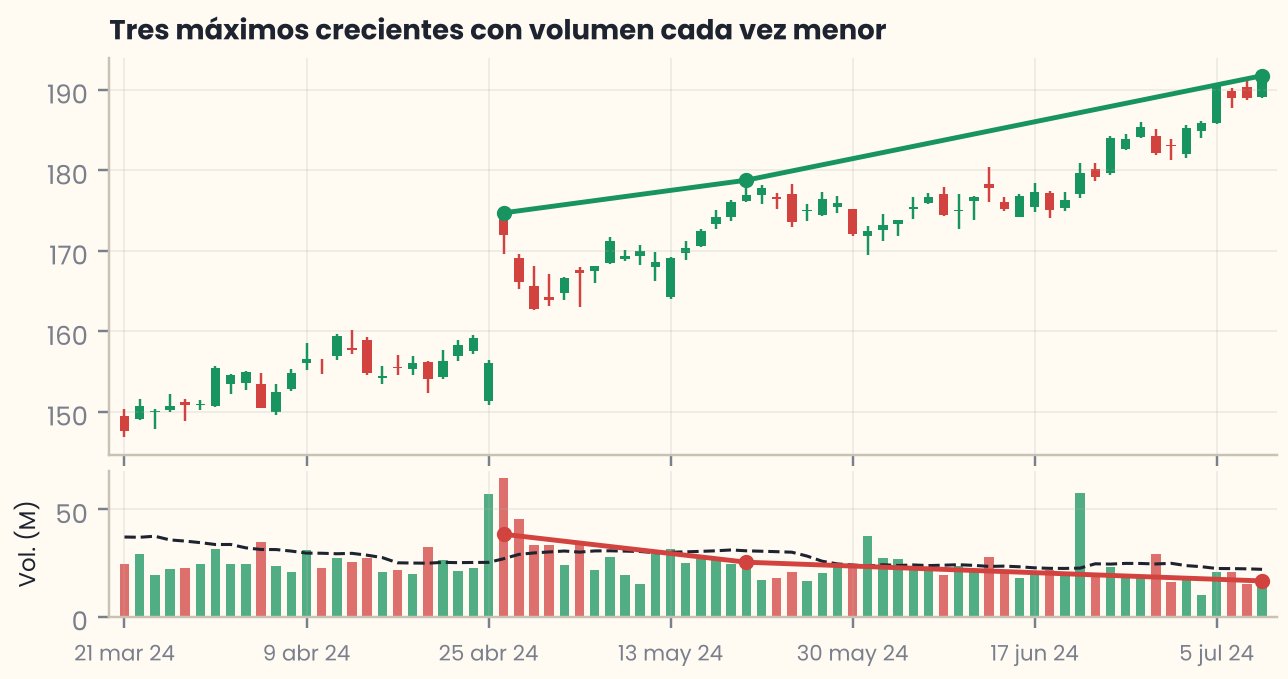 Tres máximos crecientes con volumen cada vez menor
190
180
170
160
150
Vol. (M)
50
0
21 mar 24
9 abr 24
25 abr 24
13 may 24
30 may 24
17 jun 24
5 jul 24